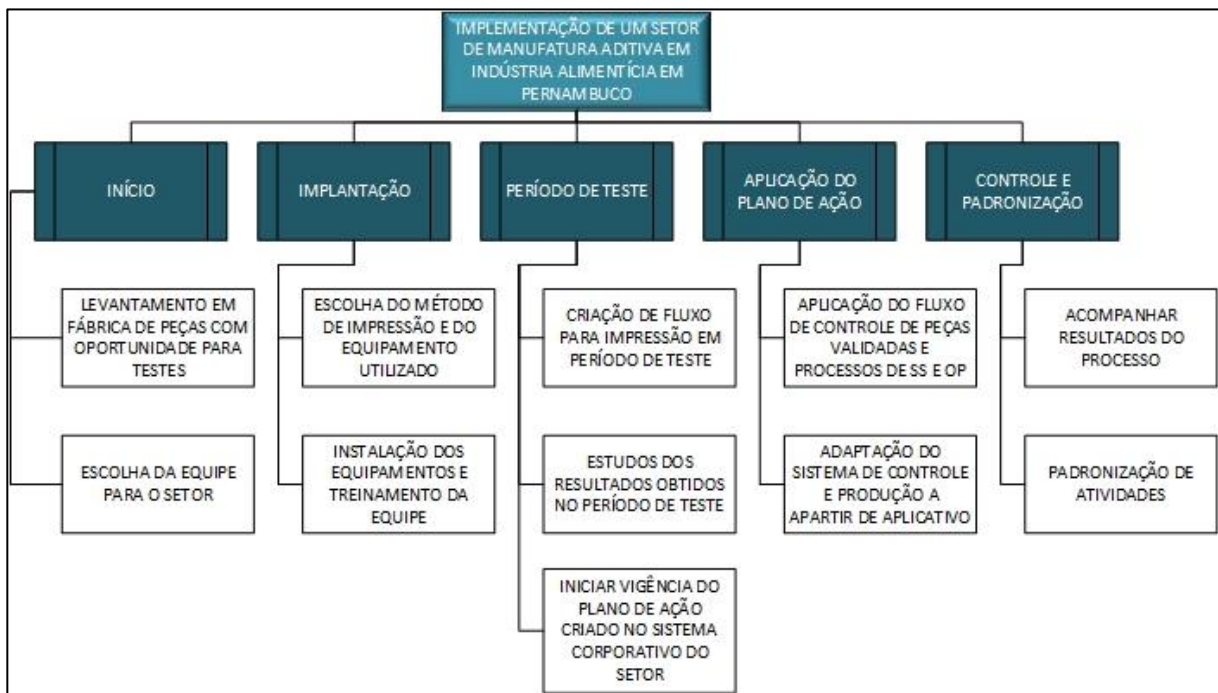 IMPLEMENTAÇÃO DE UM SETOR
DE MANUFATURA ADITIVA EM
INDÚSTRIA ALIMENTÍCIA EM
PERNAMBUCO
INÍCIO
IMPLANTAÇÃO
PERÍODO DE TESTE
APLICAÇÃO DO
PLANO DE AÇÃO
CONTROLE E
PADRONIZAÇÃO
LEVANTAMENTO EM
FÁBRICA DE PEÇAS COM
OPORTUNIDADE PARA
TESTES
ESCOLHA DO MÉTODO
DE IMPRESSÃO E DO
EQUIPAMENTO
UTILIZADO
CRIAÇÃO DE FLUXO
PARA IMPRESSÃO EM
PERÍODO DE TESTE
APLICAÇÃO DO FLUXO
DE CONTROLE DE PEÇAS
VALIDADAS E
PROCESSOS DE SS E OP
ACOMPANHAR
RESULTADOS DO
PROCESSO
ESCOLHA DA EQUIPE
PARA O SETOR
INSTALAÇÃO DOS
EQUIPAMENTOS E
TREINAMENTO DA
EQUIPE
ESTUDOS DOS
RESULTADOS OBTIDOS
NO PERÍODO DE TESTE
ADAPTAÇÃO DO
SISTEMA DE CONTROLE
E PRODUÇÃO A
APARTIR DE APLICATIVO
PADRONIZAÇÃO DE
ATIVIDADES
INICIAR VIGÊNCIA DO
PLANO DE AÇÃO
CRIADO NO SISTEMA
CORPORATIVO DO
SETOR